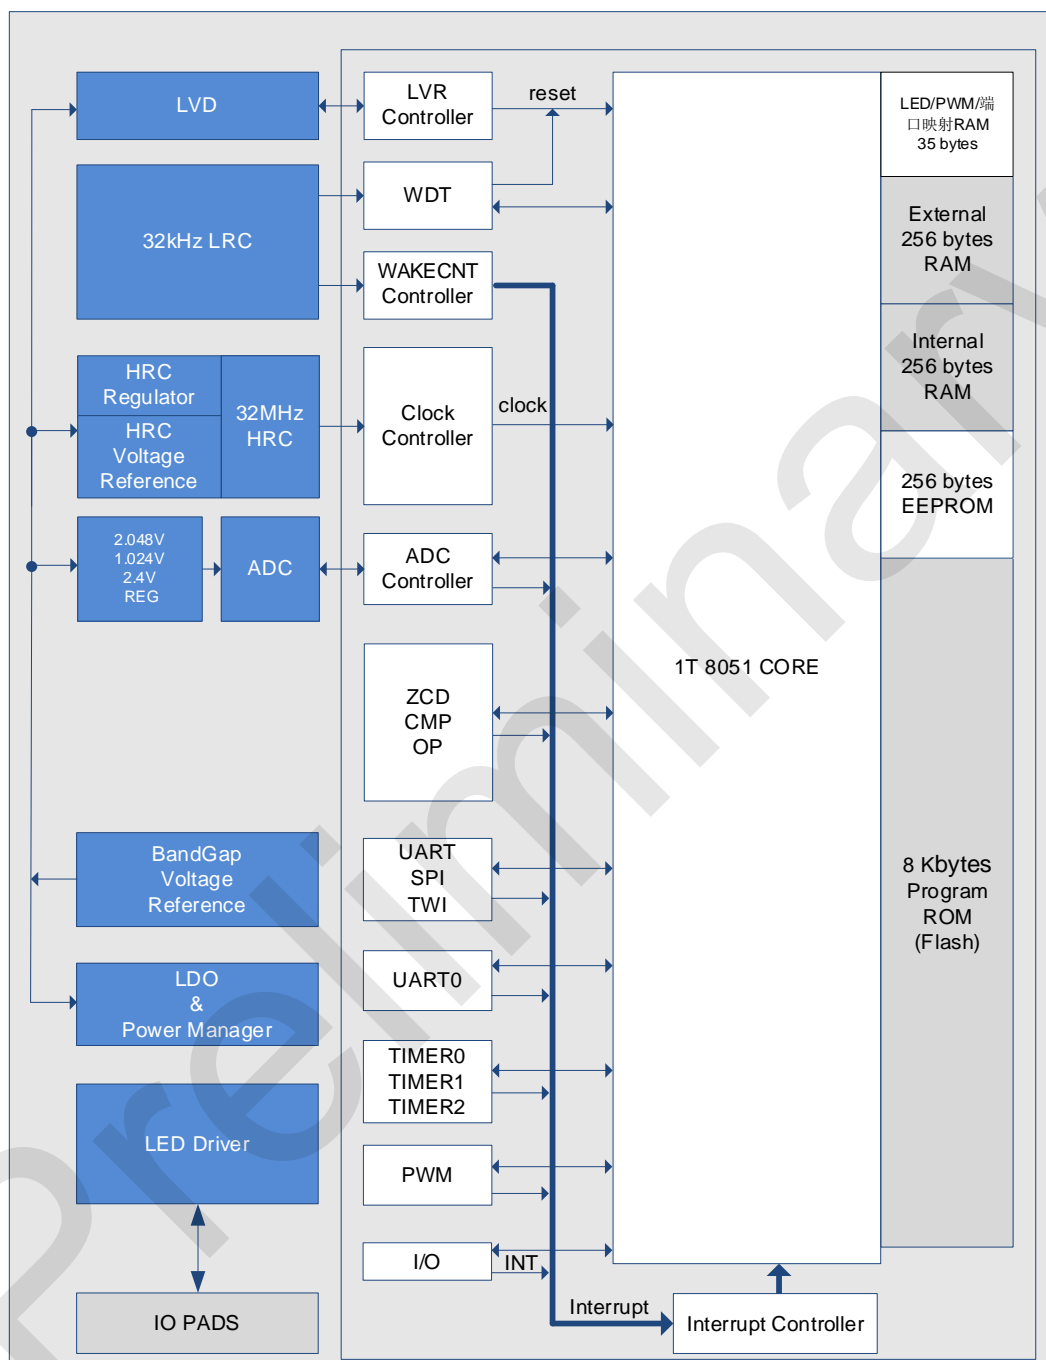 LVD
LVR
Controller
reset
LED/PWM/端
口映射RAM
35 bytes
32kHz LRC
WDT
External
256 bytes
RAM
WAKECNT
Controller
Internal
256 bytes
RAM
HRC
Regulator
HRC
Voltage
Reference
32MHz
HRC
Clock
Controller
clock
256 bytes
EEPROM
2.048V
1.024V
2.4V
REG
ADC
ADC
Controller
1T 8051 CORE
ZCD
CMP
OP
BandGap
Voltage
Reference
UART
SPI
TWI
8 Kbytes
Program
ROM
(Flash)
LDO
&
Power Manager
UART0
TIMER0
TIMER1
TIMER2
LED Driver
PWM
I/O
INT
IO PADS
Interrupt
Interrupt Controller
Preliminary